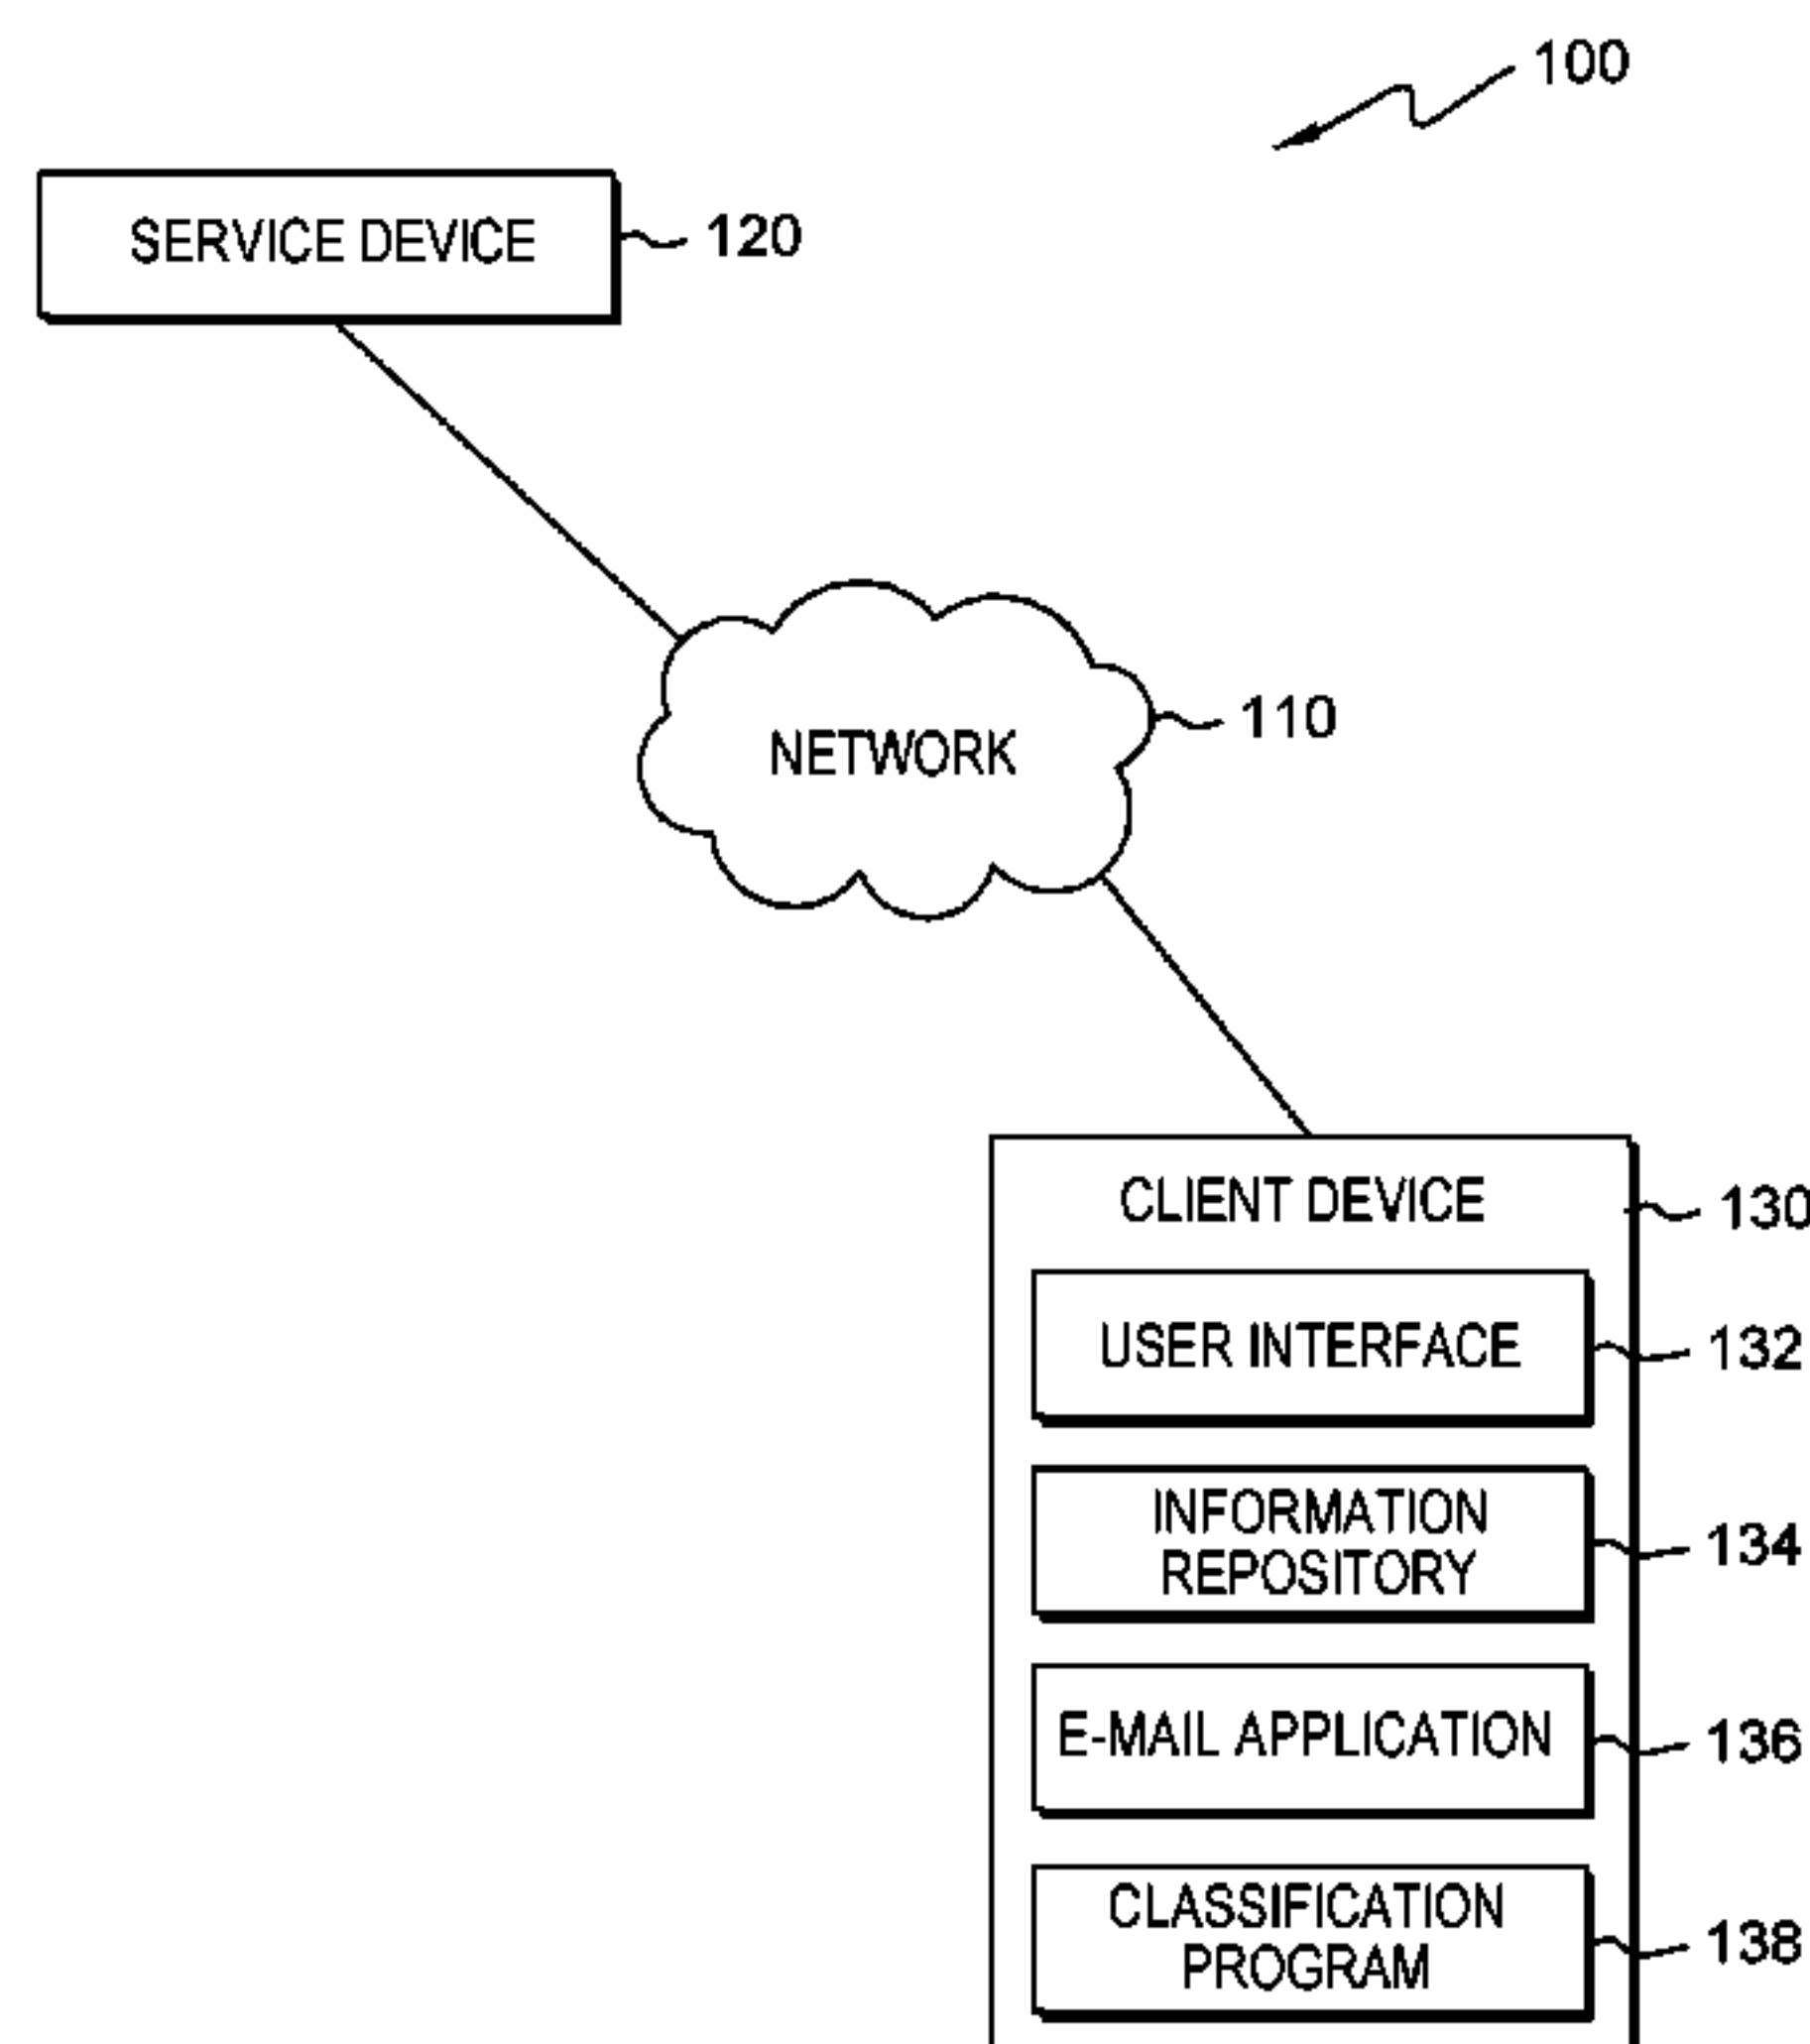 100
SERVICE DEVICE
120
NETWORK
110
CLIENT DEVICE
130
USER INTERFACE
132
INFORMATION
REPOSITORY
134
E-MAIL APPLICATION
136
CLASSIFICATION
PROGRAM
138